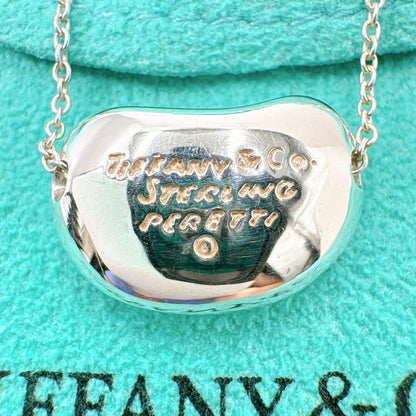 TIFFANY & Co.
STERLING
PERETTI
©
TIFFANY & C